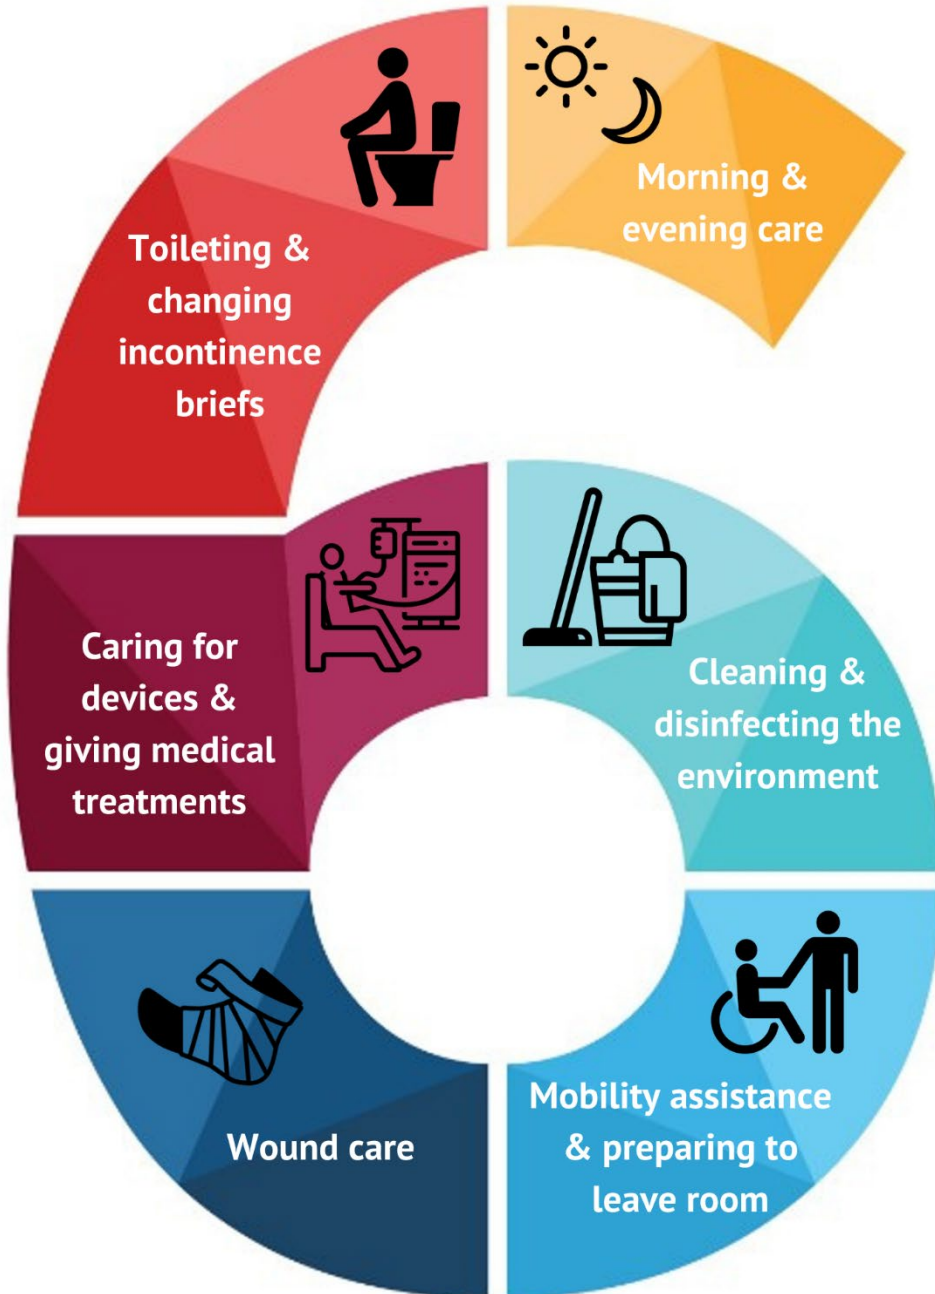 Morning &
evening care
Toileting &
changing
incontinence
briefs
Caring for
devices &
giving medical
treatments
Cleaning &
disinfecting the
environment
Wound care
Mobility assistance
& preparing to
leave room